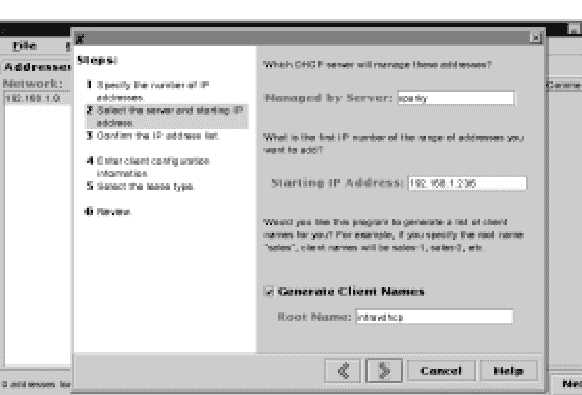 File
Addresses
Network:
192.168.1.0
Steps:
1 Specify the number of IP
addresses.
2 Select the server and starting IP
address.
3 Confirm the IP address list.
4 Enter client configuration
information.
5 Select the lease type.
6 Review.
Which DHCP server will manage these addresses?
Managed by Server: sparky
What is the first IP number of the range of addresses you
want to add?
Starting IP Address:
Would you like this program to generate a list of client
names for you? For example, if you specify the root name
"sales", client names will be sales-1, sales-2, etc.
Generate Client Names
Root Name:
Cancel
Help